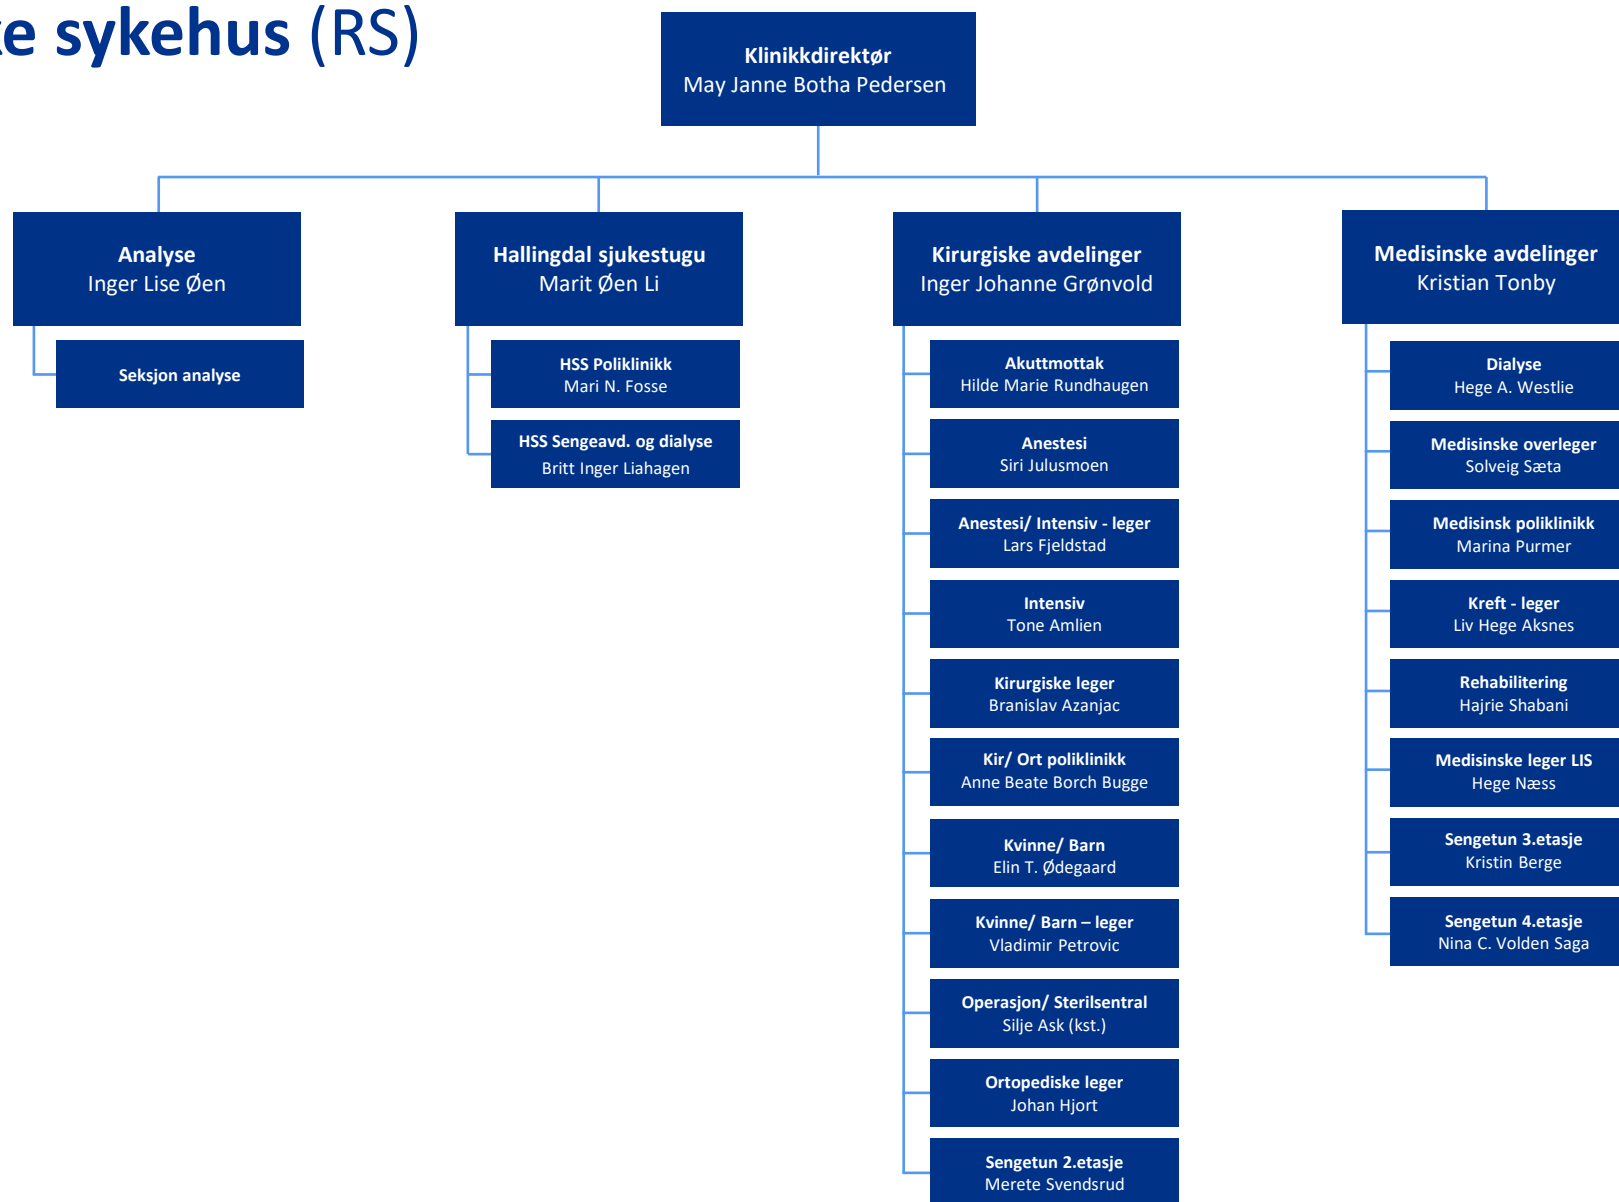 sykehus (RS)
Klinikkdirektør
May Janne Botha Pedersen
Analyse
Inger Lise Øen
Seksjon analyse
Hallingdal sjukestugu
Marit Øen Li
HSS Poliklinikk
Mari N. Fosse
HSS Sengeavd. og dialyse
Britt Inger Liahagen
Kirurgiske avdelinger
Inger Johanne Grønvold
Akuttmottak
Hilde Marie Rundhaugen
Anestesi
Siri Julusmoen
Anestesi/ Intensiv - leger
Lars Fjeldstad
Intensiv
Tone Amlien
Kirurgiske leger
Branislav Azanjac
Kir/ Ort poliklinikk
Anne Beate Borch Bugge
Kvinne/ Barn
Elin T. Ødegaard
Kvinne/ Barn – leger
Vladimir Petrovic
Operasjon/ Sterilsentral
Silje Ask (kst.)
Ortopediske leger
Johan Hjort
Sengetun 2.etasje
Merete Svendsrud
Medisinske avdelinger
Kristian Tonby
Dialyse
Hege A. Westlie
Medisinske overleger
Solveig Sæta
Medisinsk poliklinikk
Marina Purmer
Kreft - leger
Liv Hege Aksnes
Rehabilitering
Hajrie Shabani
Medisinske leger LIS
Hege Næss
Sengetun 3.etasje
Kristin Berge
Sengetun 4.etasje
Nina C. Volden Saga